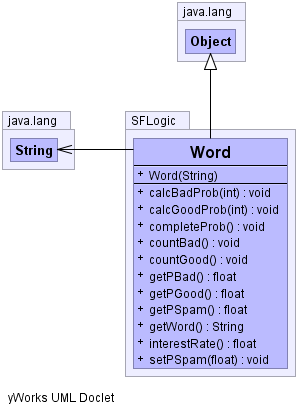 java.lang
Object
java.lang
String
SFLogic
Word
+ Word(String)
+ calcBadProb(int) : void
+ calcGoodProb(int) : void
+ completeProb() : void
+ countBad() : void
+ countGood() : void
+ getPBad() : float
+ getPGood() : float
+ getPSpam() : float
+ getWord() : String
+ interestRate() : float
+ setPSpam(float) : void
yWorks UML Doclet